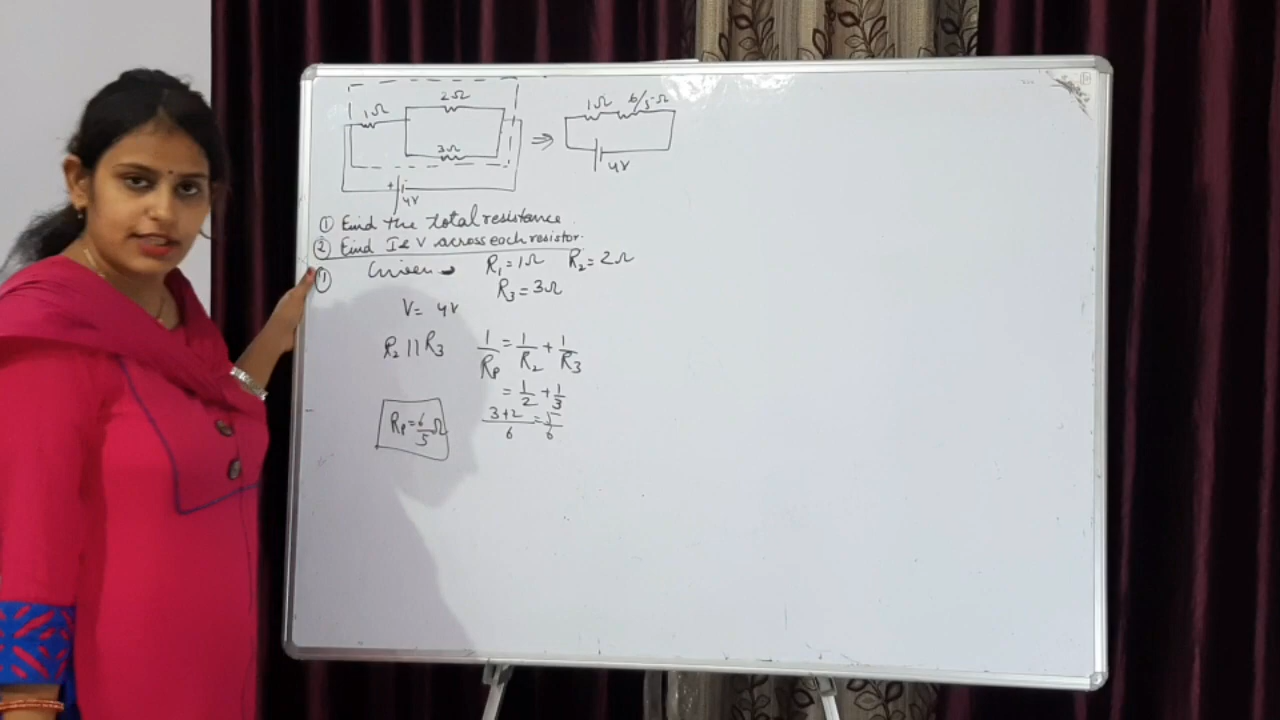 1Ω 2Ω 3Ω 4V ⇒ 1Ω 6/5Ω 4V
① Find the total resistance.
② Find I & V across each resistor.
① Given → R₁=1Ω R₂=2Ω
R₃=3Ω
V= 4V
R₂ || R₃ 1/Rₚ = 1/R₂ + 1/R₃
= 1/2 + 1/3
Rₚ = 6/5 Ω 3+2/6 = 5/6